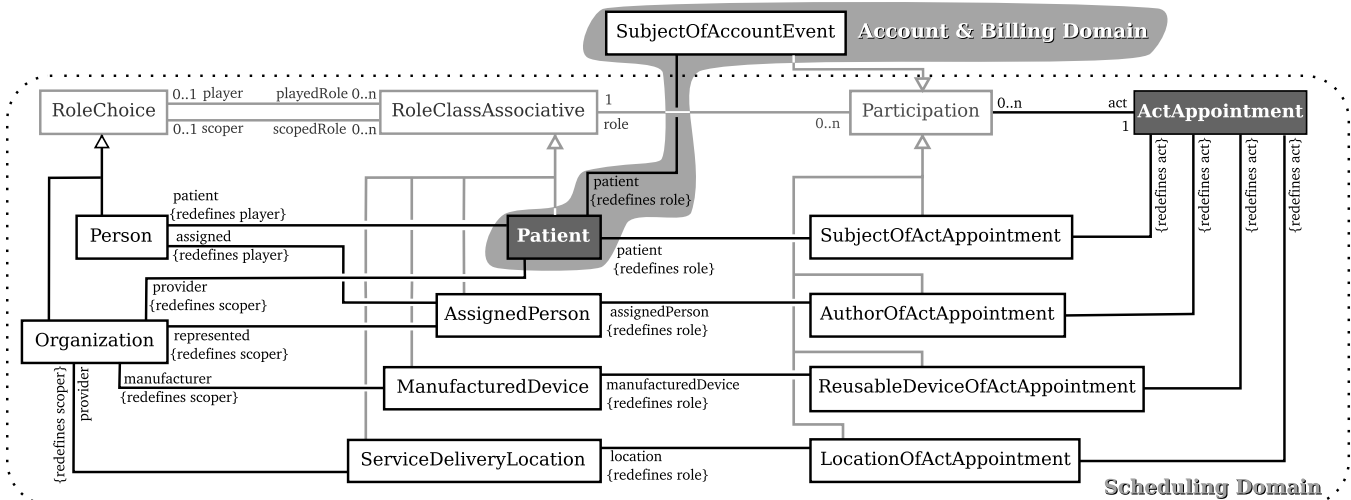 SubjectOfAccountEvent
Account & Billing Domain
RoleChoice
0..1 player
playedRole 0..n
0..1 scoper
scopedRole 0..n
RoleClassAssociative
1
role
0..n
Participation
0..n
act
1
ActAppointment
{redefines act}
{redefines act}
{redefines act}
{redefines act}
patient
{redefines role}
patient
{redefines player}
Person
assigned
{redefines player}
Patient
patient
{redefines role}
SubjectOfActAppointment
provider
{redefines scoper}
AssignedPerson
assignedPerson
{redefines role}
AuthorOfActAppointment
Organization
represented
{redefines scoper}
manufacturer
{redefines scoper}
ManufacturedDevice
manufacturedDevice
{redefines role}
ReusableDeviceOfActAppointment
provider
{redefines scoper}
ServiceDeliveryLocation
location
{redefines role}
LocationOfActAppointment
Scheduling Domain